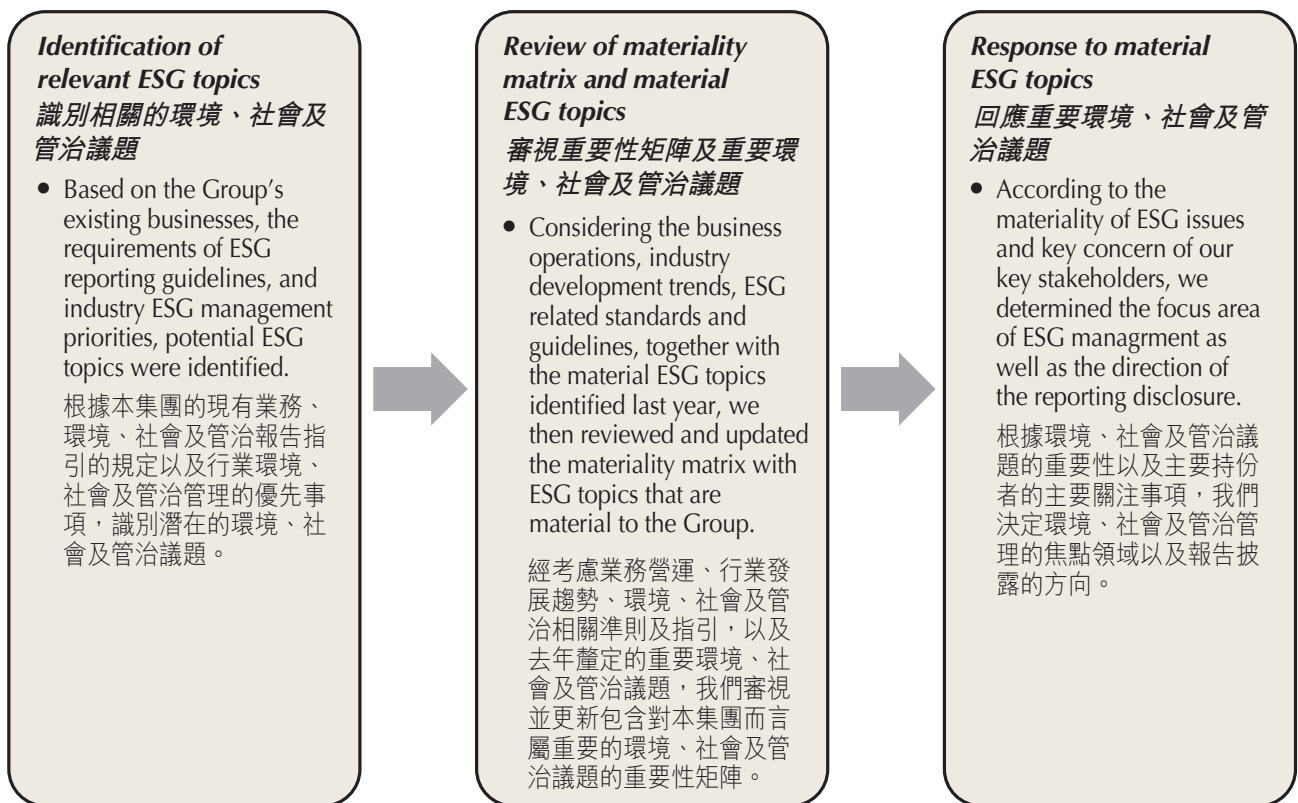 Identification of
relevant ESG topics
識別相關的環境、社會及
管治議題
• Based on the Group's
existing businesses, the
requirements of ESG
reporting guidelines, and
industry ESG management
priorities, potential ESG
topics were identified.
根據本集團的現有業務、
環境、社會及管治報告指
引的規定以及行業環境、
社會及管治管理的優先事
項，識別潛在的環境、社
會及管治議題。
Review of materiality
matrix and material
ESG topics
審視重要性矩陣及重要環
境、社會及管治議題
• Considering the business
operations, industry
development trends, ESG
related standards and
guidelines, together with
the material ESG topics
identified last year, we
then reviewed and updated
the materiality matrix with
ESG topics that are
material to the Group.
經考慮業務營運、行業發
展趨勢、環境、社會及管
治相關準則及指引，以及
去年釐定的重要環境、社
會及管治議題，我們審視
並更新包含對本集團而言
屬重要的環境、社會及管
治議題的重要性矩陣。
Response to material
ESG topics
回應重要環境、社會及管
治議題
• According to the
materiality of ESG issues
and key concern of our
key stakeholders, we
determined the focus area
of ESG managrment as
well as the direction of
the reporting disclosure.
根據環境、社會及管治議
題的重要性以及主要持份
者的主要關注事項，我們
決定環境、社會及管治管
理的焦點領域以及報告披
露的方向。